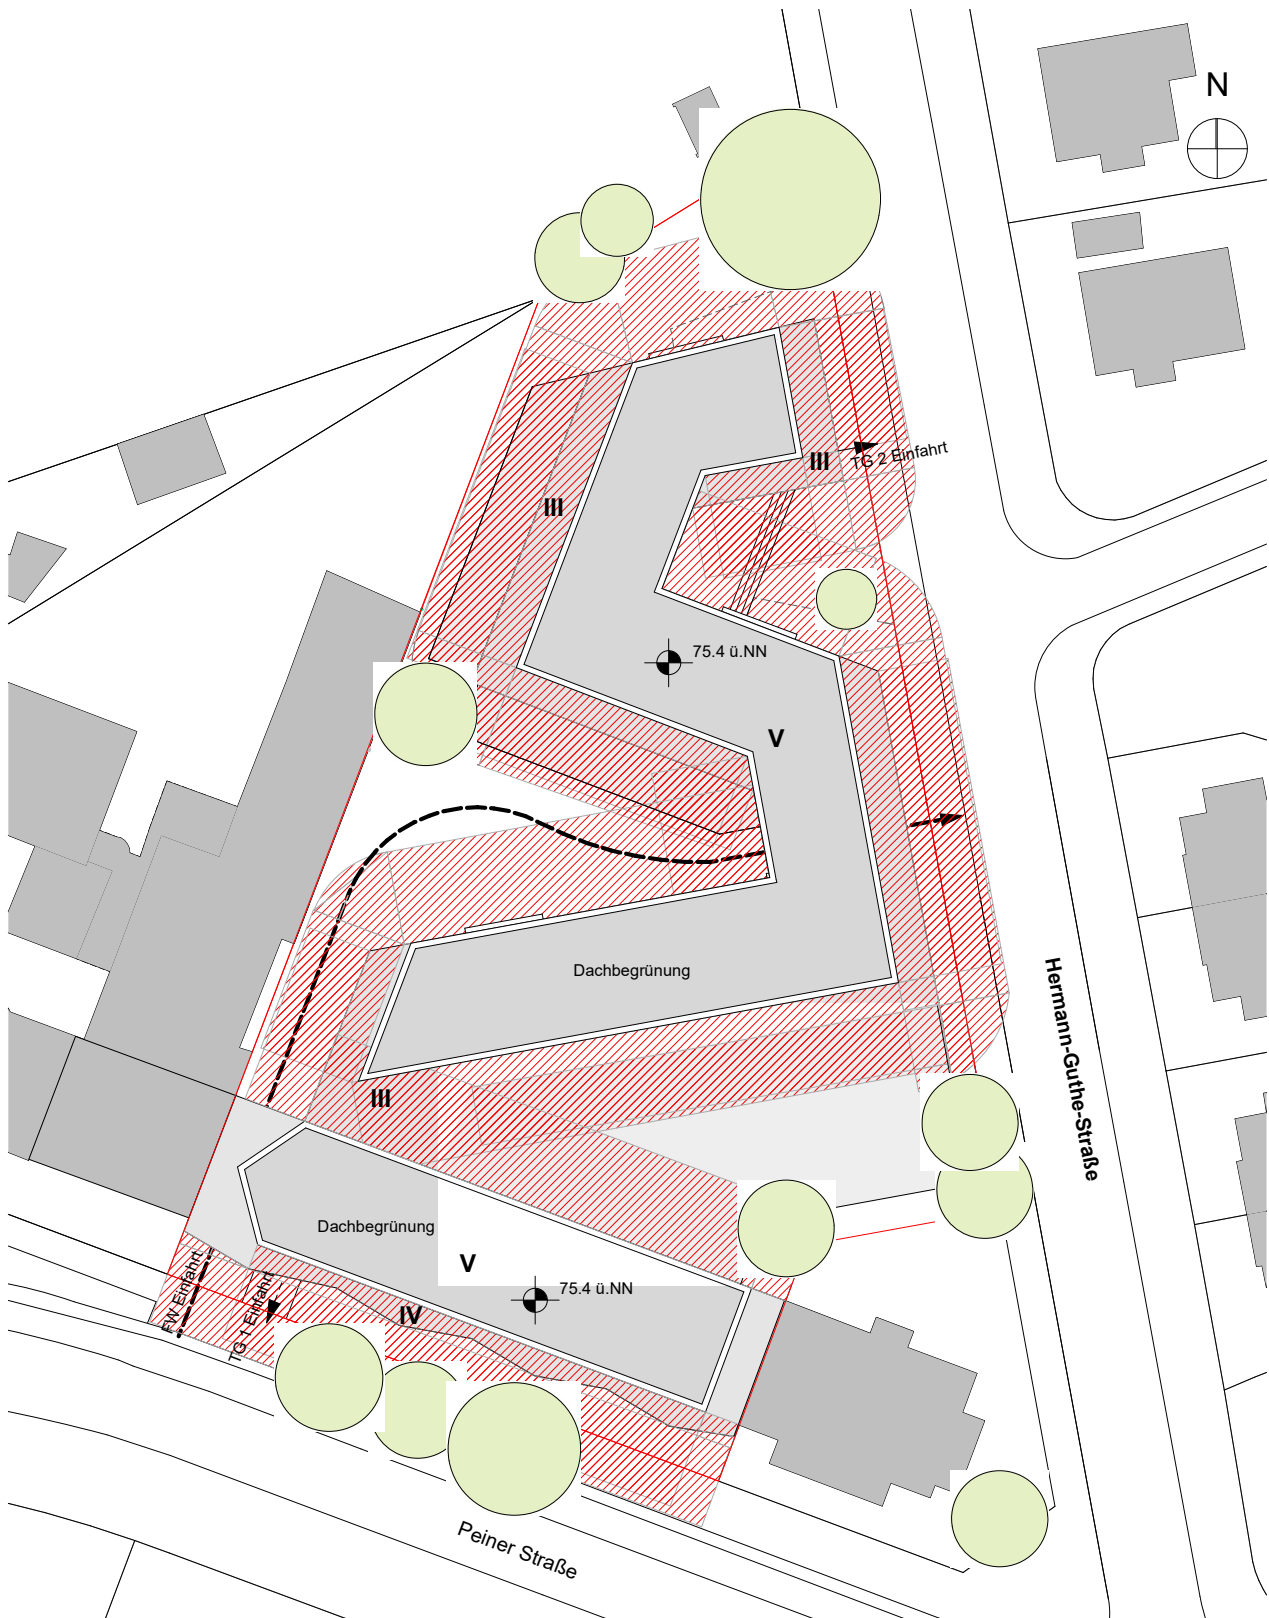 N
III
TG 2 Einfahrt
III
75.4 ü.NN
V
Dachbegrünung
Hermann-Guthe-Straße
III
Dachbegrünung
V
75.4 ü.NN
FW Einfahrt
TG 1 Einfahrt
IV
Peiner Straße